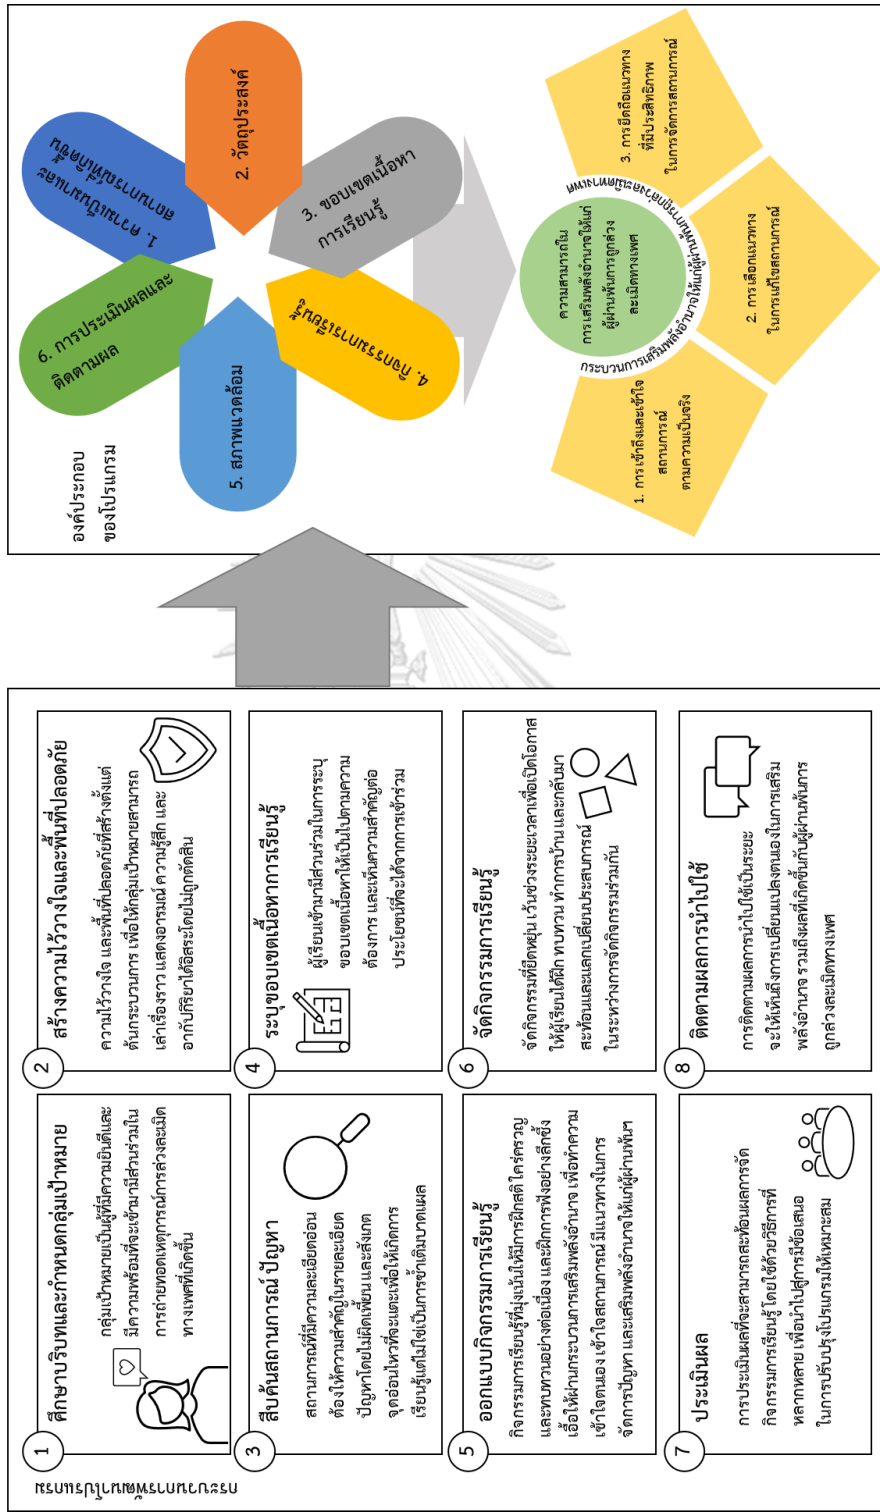 กระบวนการพัฒนาโปรแกรม
1
ศึกษาบริบทและกำหนดกลุ่มเป้าหมาย
กลุ่มเป้าหมายเป็นผู้ที่มีความยินดีและ
มีความพร้อมที่จะเข้ามามีส่วนร่วมใน
การถ่ายทอดเหตุการณ์การล่วงละเมิด
ทางเพศที่เกิดขึ้น
2
สร้างความไว้วางใจและพื้นที่ปลอดภัย
ความไว้วางใจ และพื้นที่ปลอดภัยที่สร้างตั้งแต่
ต้นกระบวนการ เพื่อให้กลุ่มเป้าหมายสามารถ
เล่าเรื่องราว แสดงอารมณ์ ความรู้สึก และ
อากัปกิริยาได้อิสระโดยไม่ถูกตัดสิน
3
สืบค้นสถานการณ์ ปัญหา
สถานการณ์ที่มีความละเอียดอ่อน
ต้องให้ความสำคัญในรายละเอียด
ปัญหาโดยไม่ผิดเพี้ยน และสังเกต
จุดอ่อนไหวที่จะแตะเพื่อให้เกิดการ
เรียนรู้แต่ไม่ใช่เป็นการซ้ำเติมบาดแผล
4
ระบุขอบเขตเนื้อหาการเรียนรู้
ผู้เรียนเข้ามามีส่วนร่วมในการระบุ
ขอบเขตเนื้อหาให้เป็นไปตามความ
ต้องการ และเห็นความสำคัญต่อ
ประโยชน์ที่จะได้จากการเข้าร่วม
5
ออกแบบกิจกรรมการเรียนรู้
กิจกรรมการเรียนรู้ที่มุ่งเน้นให้มีการฝึกสติ ใคร่ครวญ
และทบทวนอย่างต่อเนื่อง และฝึกการฟังอย่างลึกซึ้ง
เอื้อให้ผ่านกระบวนการเสริมพลังอำนาจ เพื่อทำความ
เข้าใจตนเอง เข้าใจสถานการณ์ มีแนวทางในการ
จัดการปัญหา และเสริมพลังอำนาจให้แก่ผู้ผ่านพ้นฯ
6
จัดกิจกรรมการเรียนรู้
จัดกิจกรรมที่ยืดหยุ่น เว้นช่วงระยะเวลาเพื่อเปิดโอกาส
ให้ผู้เรียนได้ฝึก ทบทวน ทำการบ้าน และกลับมา
สะท้อนและแลกเปลี่ยนประสบการณ์
ในระหว่างการจัดกิจกรรมร่วมกัน
7
ประเมินผล
การประเมินผลที่จะสามารถสะท้อนผลการจัด
กิจกรรมการเรียนรู้ โดยใช้ด้วยวิธีการที่
หลากหลาย เพื่อนำไปสู่การมีข้อเสนอ
ในการปรับปรุงโปรแกรมให้เหมาะสม
8
ติดตามผลการนำไปใช้
การติดตามผลการนำไปใช้เป็นระยะ
จะให้เห็นถึงการเปลี่ยนแปลงตนเองในการเสริม
พลังอำนาจ รวมถึงผลที่เกิดขึ้นกับผู้ผ่านพ้นการ
ถูกล่วงละเมิดทางเพศ
องค์ประกอบ
ของโปรแกรม
1. ความเป็นมาและ
สถานการณ์ที่เกิดขึ้น
2. วัตถุประสงค์
3. ขอบเขตเนื้อหา
การเรียนรู้
4. กิจกรรมการเรียนรู้
5. สภาพแวดล้อม
6. การประเมินผลและ
ติดตามผล
ความสามารถใน
การเสริมพลังอำนาจให้แก่
ผู้ผ่านพ้นการถูกล่วง
ละเมิดทางเพศ
กระบวนการเสริมพลังอำนาจให้แก่ผู้ผ่านพ้นการถูกล่วงละเมิดทางเพศ
1. การเข้าถึงและเข้าใจ
สถานการณ์
ตามความเป็นจริง
2. การเลือกแนวทาง
ในการแก้ไขสถานการณ์
3. การยึดถือแนวทาง
ที่มีประสิทธิภาพ
ในการจัดการสถานการณ์